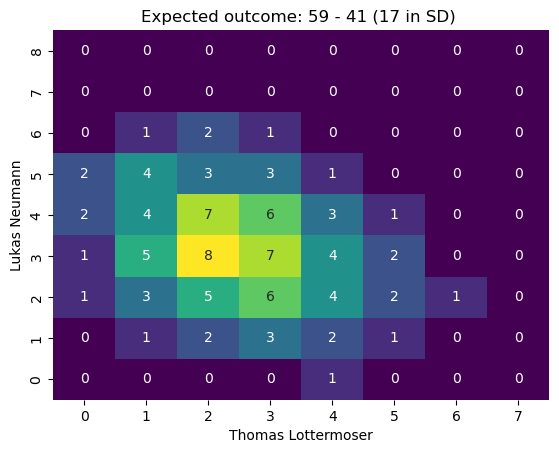 Expected outcome: 59 - 41 (17 in SD)
8 0 0 0 0 0 0 0 0
7 0 0 0 0 0 0 0 0
6 0 1 2 1 0 0 0 0
5 2 4 3 3 1 0 0 0
4 2 4 7 6 3 1 0 0
3 1 5 8 7 4 2 0 0
2 1 3 5 6 4 2 1 0
1 0 1 2 3 2 1 0 0
0 0 0 0 0 1 0 0 0
0 1 2 3 4 5 6 7
Lukas Neumann
Thomas Lottermoser